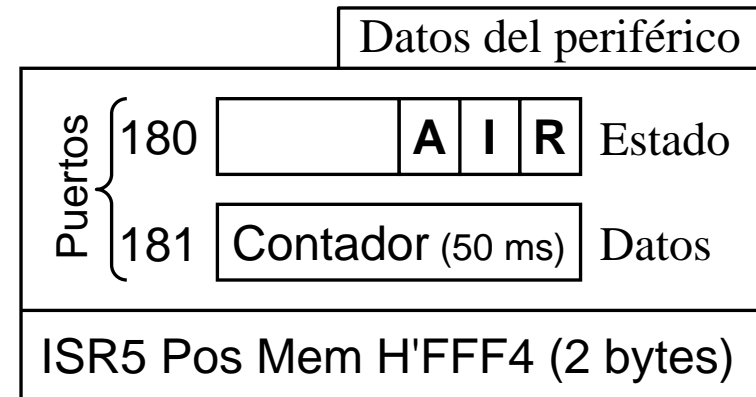 Datos del periférico
Puertos
180 A I R Estado
181 Contador (50 ms) Datos
ISR5 Pos Mem H'FFF4 (2 bytes)